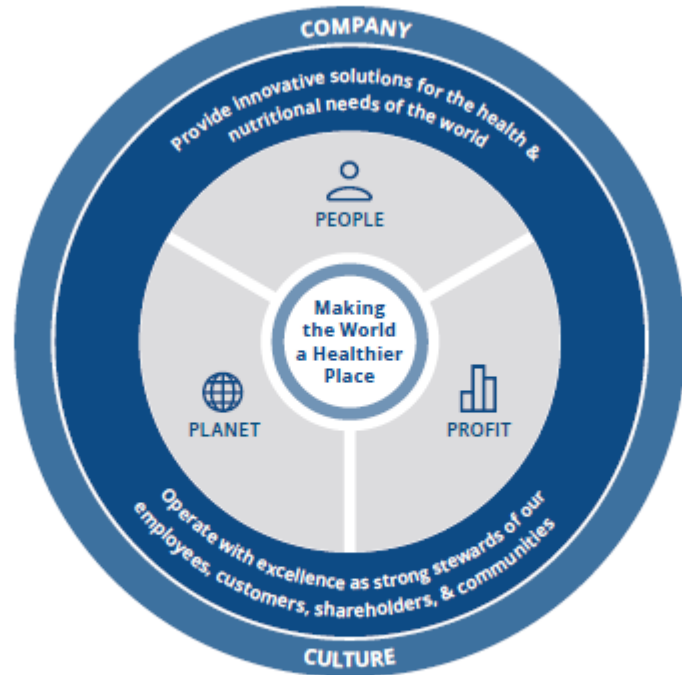 COMPANY
Provide innovative solutions for the health &
nutritional needs of the world
PEOPLE
Making
the World
a Healthier
Place
PLANET
PROFIT
Operate with excellence as strong stewards of our
employees, customers, shareholders, & communities
CULTURE